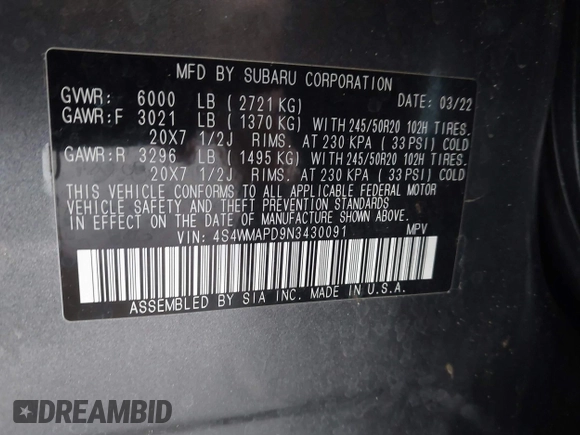 MFD BY SUBARU CORPORATION
GVWR: 6000 LB (2721 KG) DATE: 03/22
GAWR:F 3021 LB (1370 KG) WITH 245/50R20 102H TIRES.
20X7 1/2J RIMS. AT 230 KPA (33 PSI) COLD
GAWR:R 3296 LB (1495 KG) WITH 245/50R20 102H TIRES.
20X7 1/2J RIMS. AT 230 KPA (33 PSI) COLD
THIS VEHICLE CONFORMS TO ALL APPLICABLE FEDERAL MOTOR
VEHICLE SAFETY AND THEFT PREVENTION STANDARDS
IN EFFECT ON THE DATE OF MANUFACTURE SHOWN ABOVE.
VIN: 4S4WMAPD9N3430091 MPV
ASSEMBLED BY SIA INC. MADE IN U.S.A.
DREAMBID